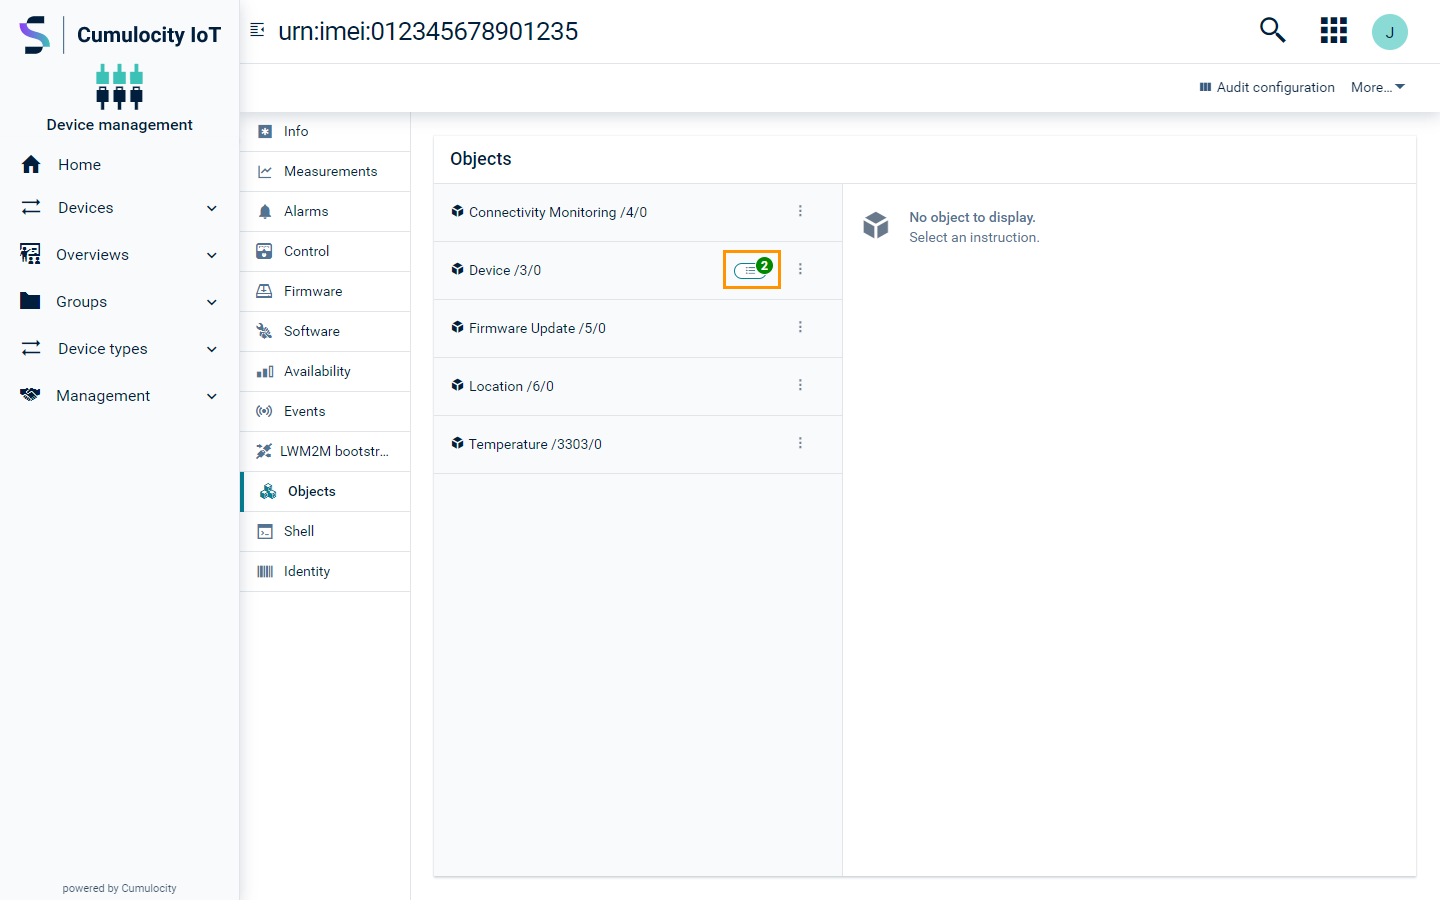 Cumulocity IoT
Device management
Home
Devices
Overviews
Groups
Device types
Management
powered by Cumulocity
urn:imei:012345678901235
J
Audit configuration
More...
Info
Measurements
Alarms
Control
Firmware
Software
Availability
Events
LWM2M bootstr...
Objects
Shell
Identity
Objects
Connectivity Monitoring /4/0
Device /3/0
2
Firmware Update /5/0
Location /6/0
Temperature /3303/0
No object to display.
Select an instruction.